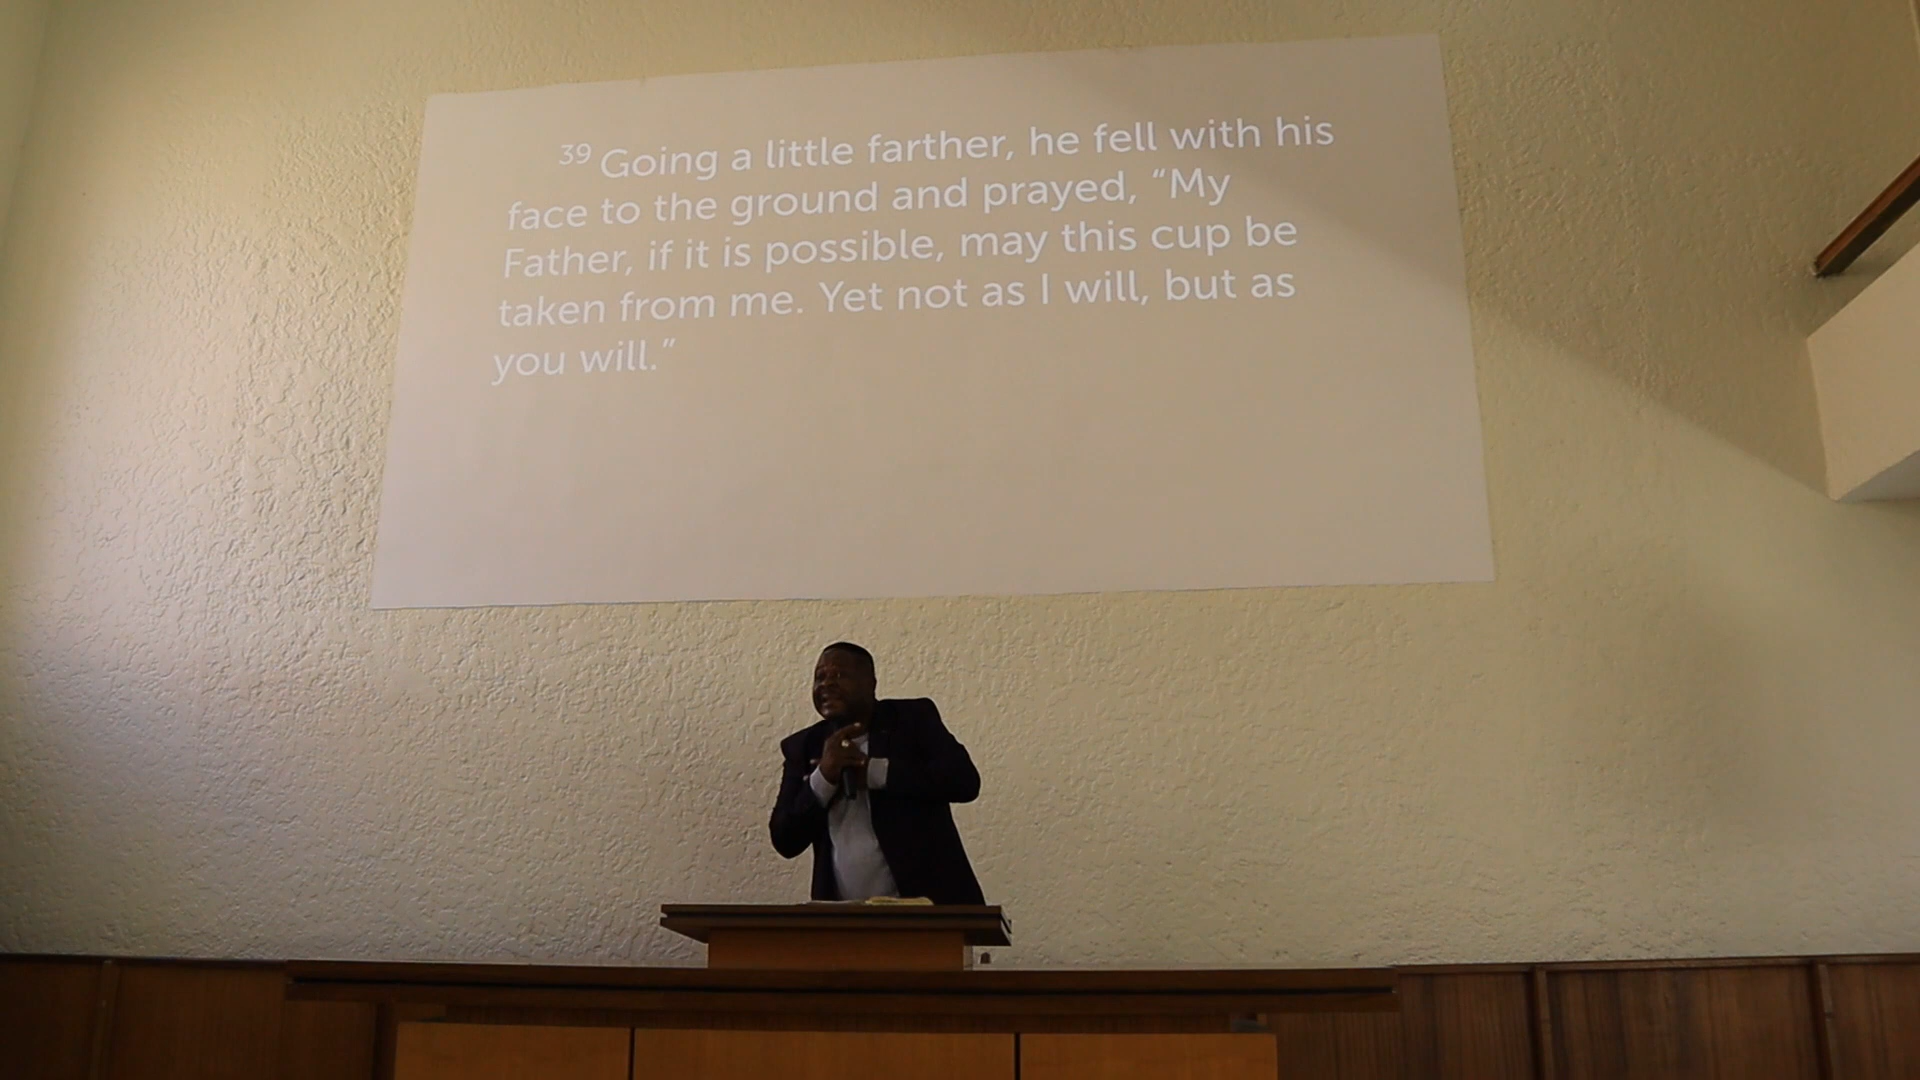 39 Going a little farther, he fell with his
face to the ground and prayed, “My
Father, if it is possible, may this cup be
taken from me. Yet not as I will, but as
you will.”